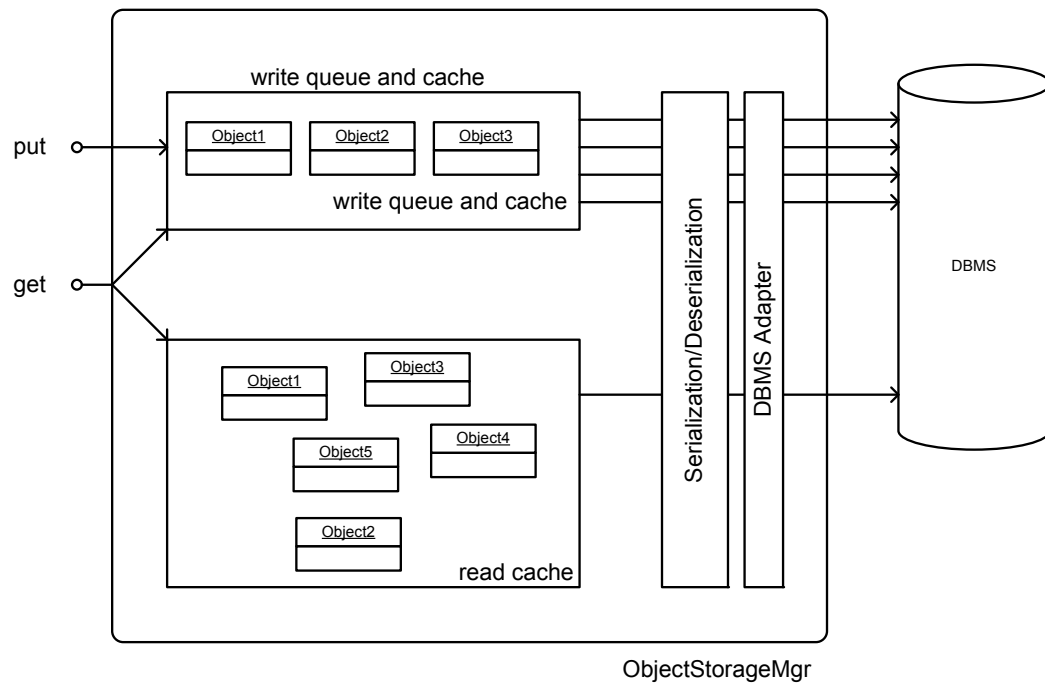 write queue and cache
put
Object1
Object2
Object3
write queue and cache
get
Object1
Object3
Object5
Object4
Object2
read cache
Serialization/Deserialization
DBMS Adapter
DBMS
ObjectStorageMgr